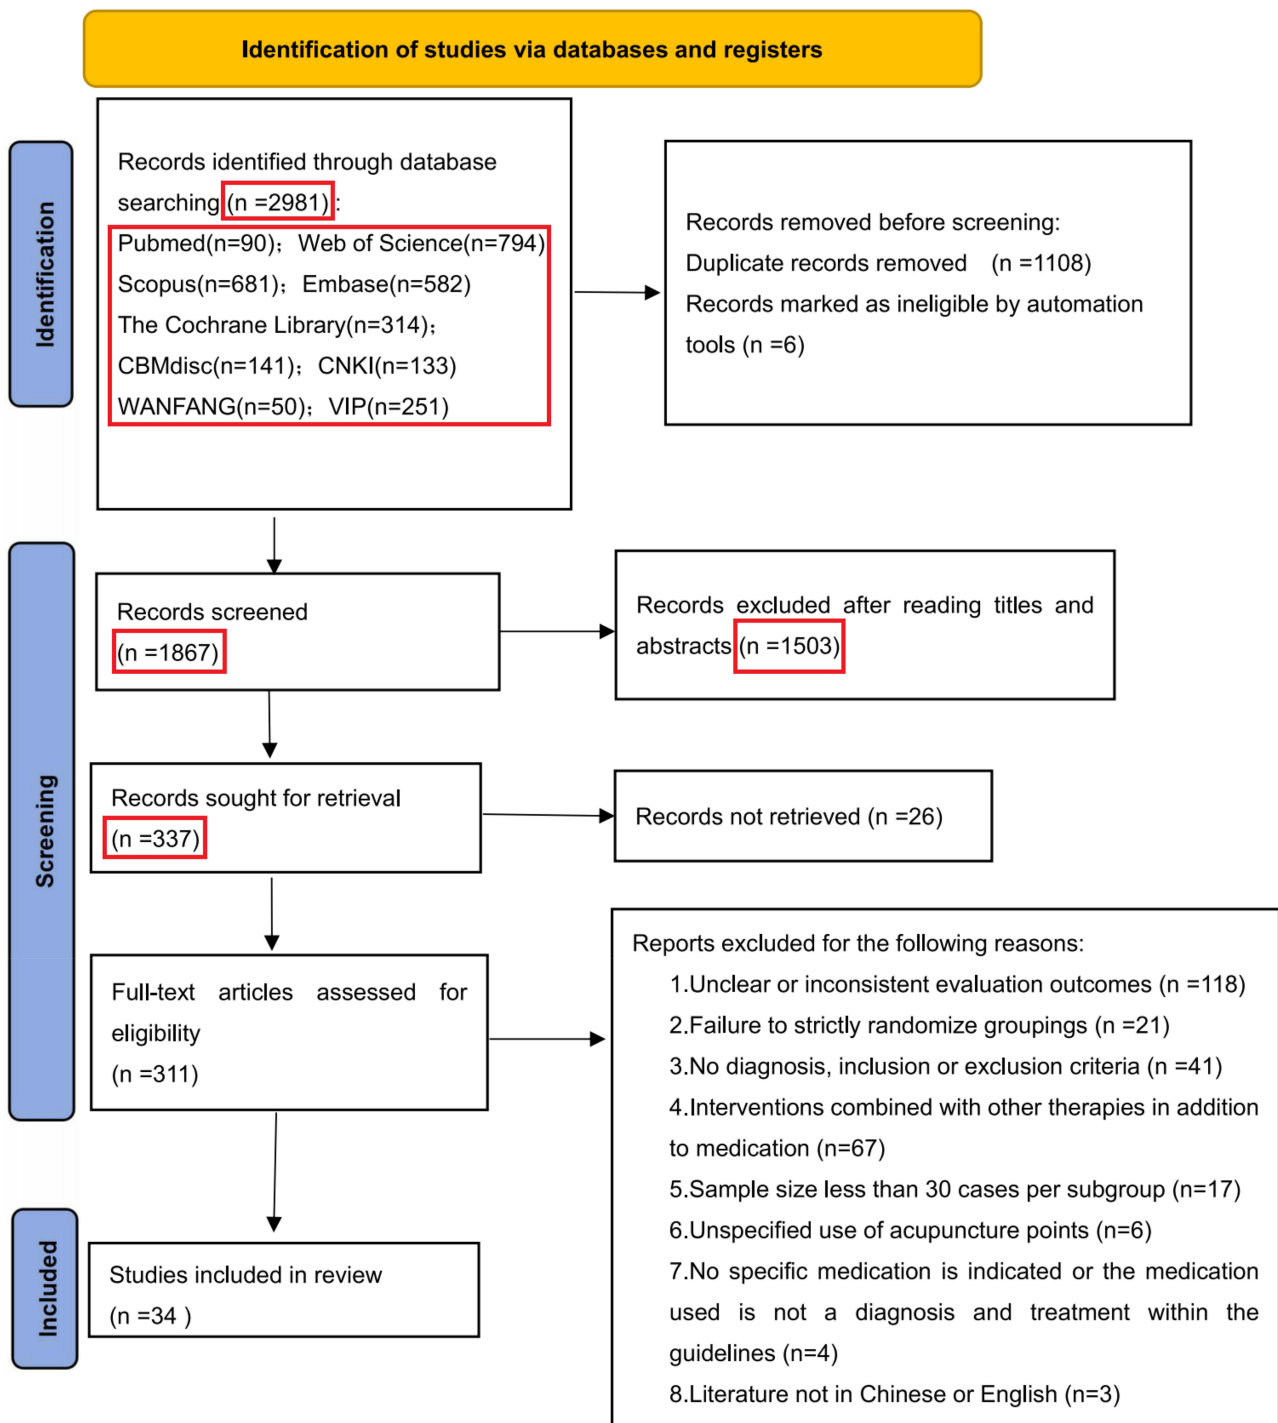 Identification of studies via databases and registers
Identification
Records identified through database
searching (n =2981) :
Pubmed(n=90); Web of Science(n=794)
Scopus(n=681); Embase(n=582)
The Cochrane Library(n=314);
CBMdisc(n=141); CNKI(n=133)
WANFANG(n=50); VIP(n=251)
Records removed before screening:
Duplicate records removed (n =1108)
Records marked as ineligible by automation
tools (n =6)
Screening
Records screened
(n =1867)
Records excluded after reading titles and
abstracts (n =1503)
Records sought for retrieval
(n =337)
Records not retrieved (n =26)
Full-text articles assessed for
eligibility
(n =311)
Reports excluded for the following reasons:
1.Unclear or inconsistent evaluation outcomes (n =118)
2.Failure to strictly randomize groupings (n =21)
3.No diagnosis, inclusion or exclusion criteria (n =41)
4.Interventions combined with other therapies in addition
to medication (n=67)
5.Sample size less than 30 cases per subgroup (n=17)
6.Unspecified use of acupuncture points (n=6)
7.No specific medication is indicated or the medication
used is not a diagnosis and treatment within the
guidelines (n=4)
8.Literature not in Chinese or English (n=3)
Included
Studies included in review
(n =34 )